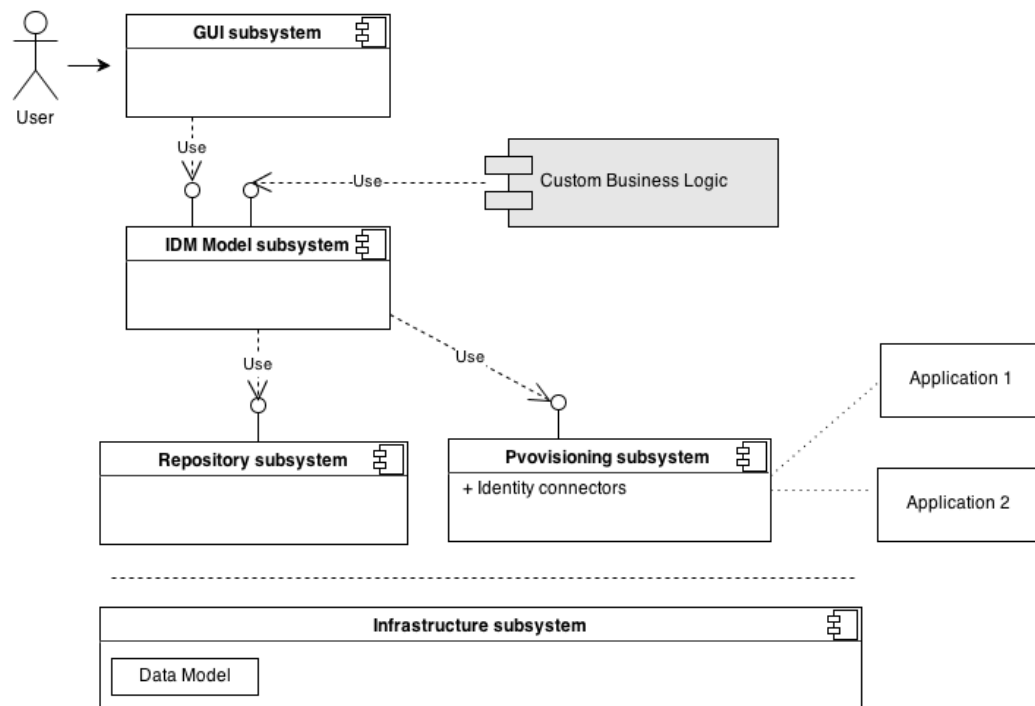 GUI subsystem
User
Use
Use
Custom Business Logic
IDM Model subsystem
Use
Use
Application 1
Repository subsystem
Pvovisioning subsystem
+ Identity connectors
Application 2
Infrastructure subsystem
Data Model